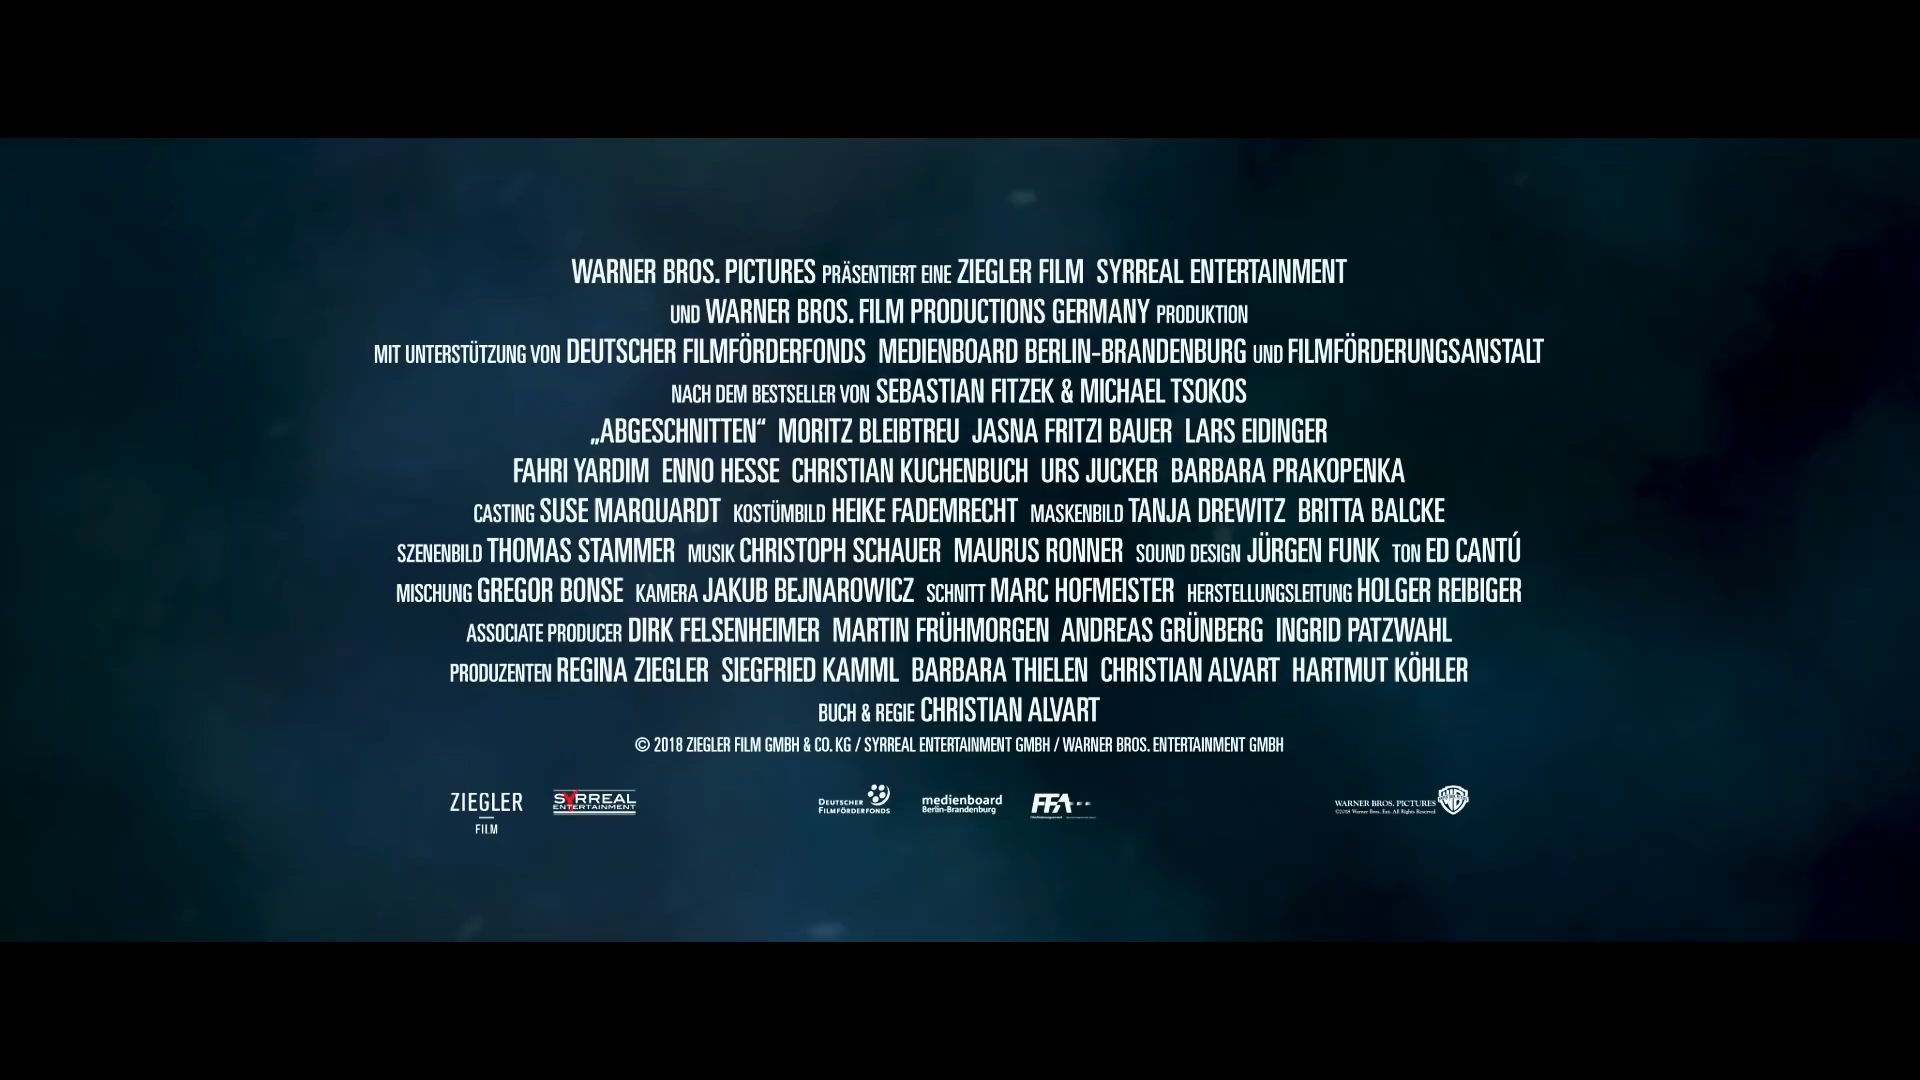 WARNER BROS. PICTURES PRÄSENTIERT EINE ZIEGLER FILM SYRREAL ENTERTAINMENT
UND WARNER BROS. FILM PRODUCTIONS GERMANY PRODUKTION
MIT UNTERSTÜTZUNG VON DEUTSCHER FILMFÖRDERFONDS MEDIENBOARD BERLIN-BRANDENBURG UND FILMFÖRDERUNGSANSTALT
NACH DEM BESTSELLER VON SEBASTIAN FITZEK & MICHAEL TSOKOS
„ABGESCHNITTEN“ MORITZ BLEIBTREU JASNA FRITZI BAUER LARS EIDINGER
FAHRI YARDIM ENNO HESSE CHRISTIAN KUCHENBUCH URS JUCKER BARBARA PRAKOPENKA
CASTING SUSE MARQUARDT KOSTÜMBILD HEIKE FADEMRECHT MASKENBILD TANJA DREWITZ BRITTA BALCKE
SZENENBILD THOMAS STAMMER MUSIK CHRISTOPH SCHAUER MAURUS RONNER SOUND DESIGN JÜRGEN FUNK TON ED CANTÚ
MISCHUNG GREGOR BONSE KAMERA JAKUB BEJNAROWICZ SCHNITT MARC HOFMEISTER HERSTELLUNGSLEITUNG HOLGER REIBIGER
ASSOCIATE PRODUCER DIRK FELSENHEIMER MARTIN FRÜHMORGEN ANDREAS GRÜNBERG INGRID PATZWAHL
PRODUZENTEN REGINA ZIEGLER SIEGFRIED KAMML BARBARA THIELEN CHRISTIAN ALVART HARTMUT KÖHLER
BUCH & REGIE CHRISTIAN ALVART
© 2018 ZIEGLER FILM GMBH & CO. KG / SYRREAL ENTERTAINMENT GMBH / WARNER BROS. ENTERTAINMENT GMBH
ZIEGLER
FILM
SYRREAL
ENTERTAINMENT
DEUTSCHER
FILMFÖRDERFONDS
medienboard
Berlin-Brandenburg
FFA
WARNER BROS. PICTURES
©2018 Warner Bros. Ent. All Rights Reserved